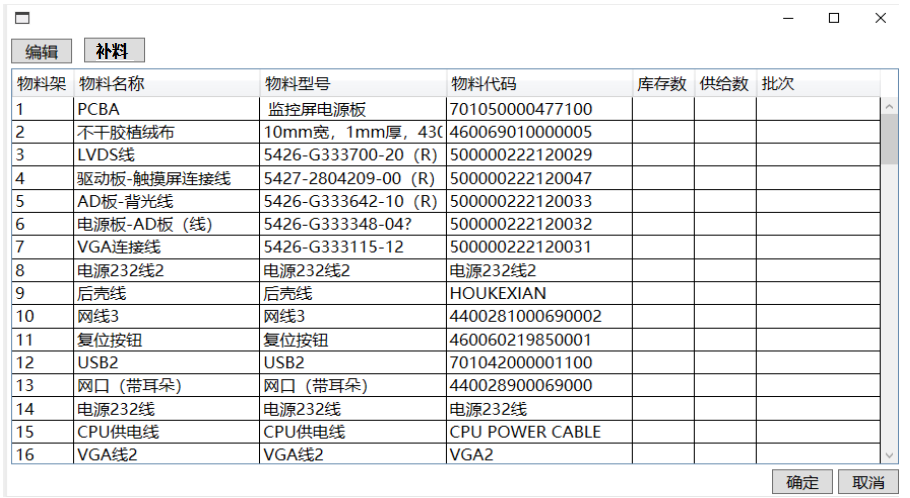 编辑 补料
物料架 物料名称 物料型号 物料代码 库存数 供给数 批次
1 PCBA 监控屏电源板 701050000477100
2 不干胶植绒布 10mm宽，1mm厚，430 460069010000005
3 LVDS线 5426-G333700-20（R） 500000222120029
4 驱动板-触摸屏连接线 5427-2804209-00（R） 500000222120047
5 AD板-背光线 5426-G333642-10（R） 500000222120033
6 电源板-AD板（线） 5426-G333348-04? 500000222120032
7 VGA连接线 5426-G333115-12 500000222120031
8 电源232线2 电源232线2 电源232线2
9 后壳线 后壳线 HOUKEXIAN
10 网线3 网线3 4400281000690002
11 复位按钮 复位按钮 460060219850001
12 USB2 USB2 701042000001100
13 网口（带耳朵） 网口（带耳朵） 440028900069000
14 电源232线 电源232线 电源232线
15 CPU供电线 CPU供电线 CPU POWER CABLE
16 VGA线2 VGA线2 VGA2
确定 取消